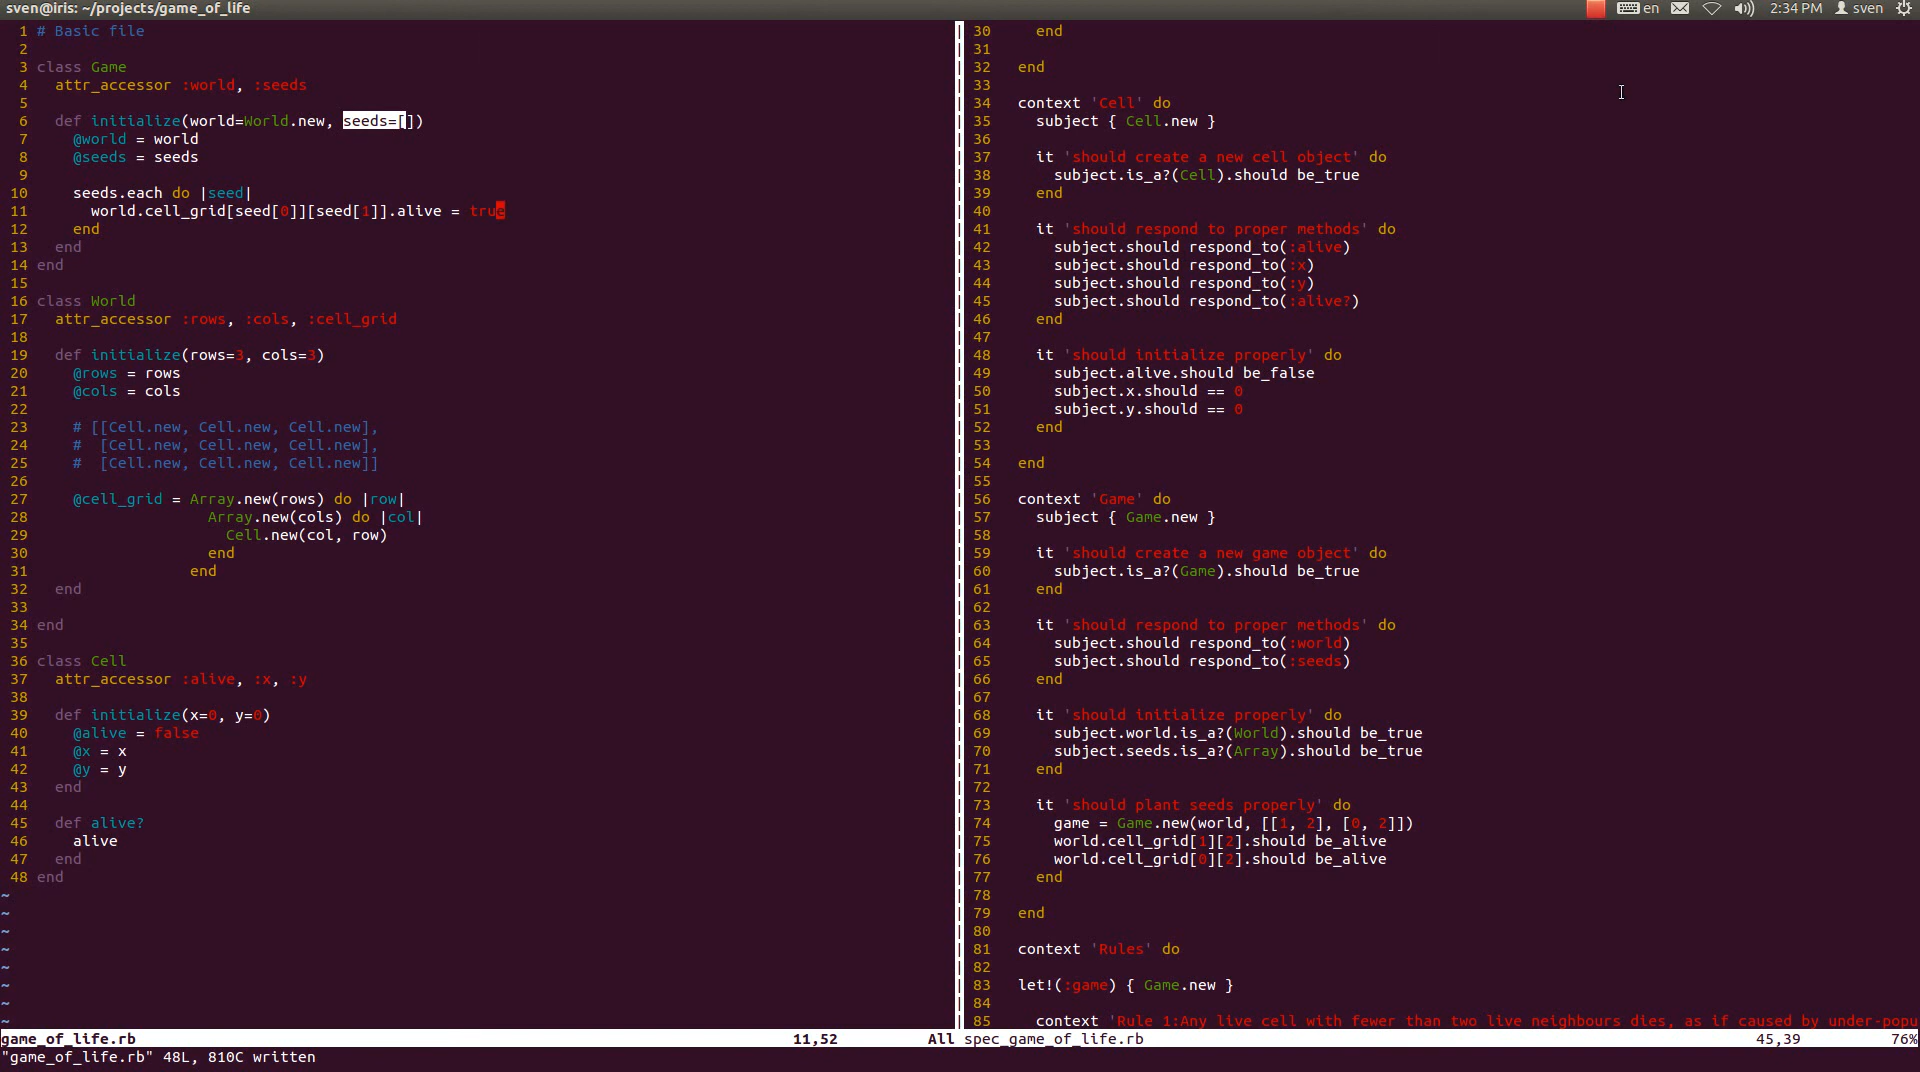 sven@iris: ~/projects/game_of_life
en 2:34 PM sven
1 # Basic file
2
3 class Game
4   attr_accessor :world, :seeds
5
6   def initialize(world=World.new, seeds=[])
7     @world = world
8     @seeds = seeds
9
10     seeds.each do |seed|
11       world.cell_grid[seed[0]][seed[1]].alive = true
12     end
13   end
14 end
15
16 class World
17   attr_accessor :rows, :cols, :cell_grid
18
19   def initialize(rows=3, cols=3)
20     @rows = rows
21     @cols = cols
22
23     # [[Cell.new, Cell.new, Cell.new],
24     #  [Cell.new, Cell.new, Cell.new],
25     #  [Cell.new, Cell.new, Cell.new]]
26
27     @cell_grid = Array.new(rows) do |row|
28                    Array.new(cols) do |col|
29                      Cell.new(col, row)
30                    end
31                  end
32   end
33
34 end
35
36 class Cell
37   attr_accessor :alive, :x, :y
38
39   def initialize(x=0, y=0)
40     @alive = false
41     @x = x
42     @y = y
43   end
44
45   def alive?
46     alive
47   end
48 end
~
~
~
~
~
~
~
~
game_of_life.rb 11,52 All
"game_of_life.rb" 48L, 810C written
30     end
31
32   end
33
34   context 'Cell' do
35     subject { Cell.new }
36
37     it 'should create a new cell object' do
38       subject.is_a?(Cell).should be_true
39     end
40
41     it 'should respond to proper methods' do
42       subject.should respond_to(:alive)
43       subject.should respond_to(:x)
44       subject.should respond_to(:y)
45       subject.should respond_to(:alive?)
46     end
47
48     it 'should initialize properly' do
49       subject.alive.should be_false
50       subject.x.should == 0
51       subject.y.should == 0
52     end
53
54   end
55
56   context 'Game' do
57     subject { Game.new }
58
59     it 'should create a new game object' do
60       subject.is_a?(Game).should be_true
61     end
62
63     it 'should respond to proper methods' do
64       subject.should respond_to(:world)
65       subject.should respond_to(:seeds)
66     end
67
68     it 'should initialize properly' do
69       subject.world.is_a?(World).should be_true
70       subject.seeds.is_a?(Array).should be_true
71     end
72
73     it 'should plant seeds properly' do
74       game = Game.new(world, [[1, 2], [0, 2]])
75       world.cell_grid[1][2].should be_alive
76       world.cell_grid[0][2].should be_alive
77     end
78
79   end
80
81   context 'Rules' do
82
83   let!(:game) { Game.new }
84
85     context 'Rule 1:Any live cell with fewer than two live neighbours dies, as if caused by under-popu
spec_game_of_life.rb 45,39 76%